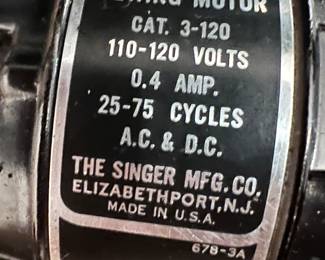 MOTOR
CAT. 3-120
110-120 VOLTS
0.4 AMP.
25-75 CYCLES
A.C. & D.C.
THE SINGER MFG. CO.
ELIZABETHPORT, N.J.
MADE IN U.S.A.
678-3A